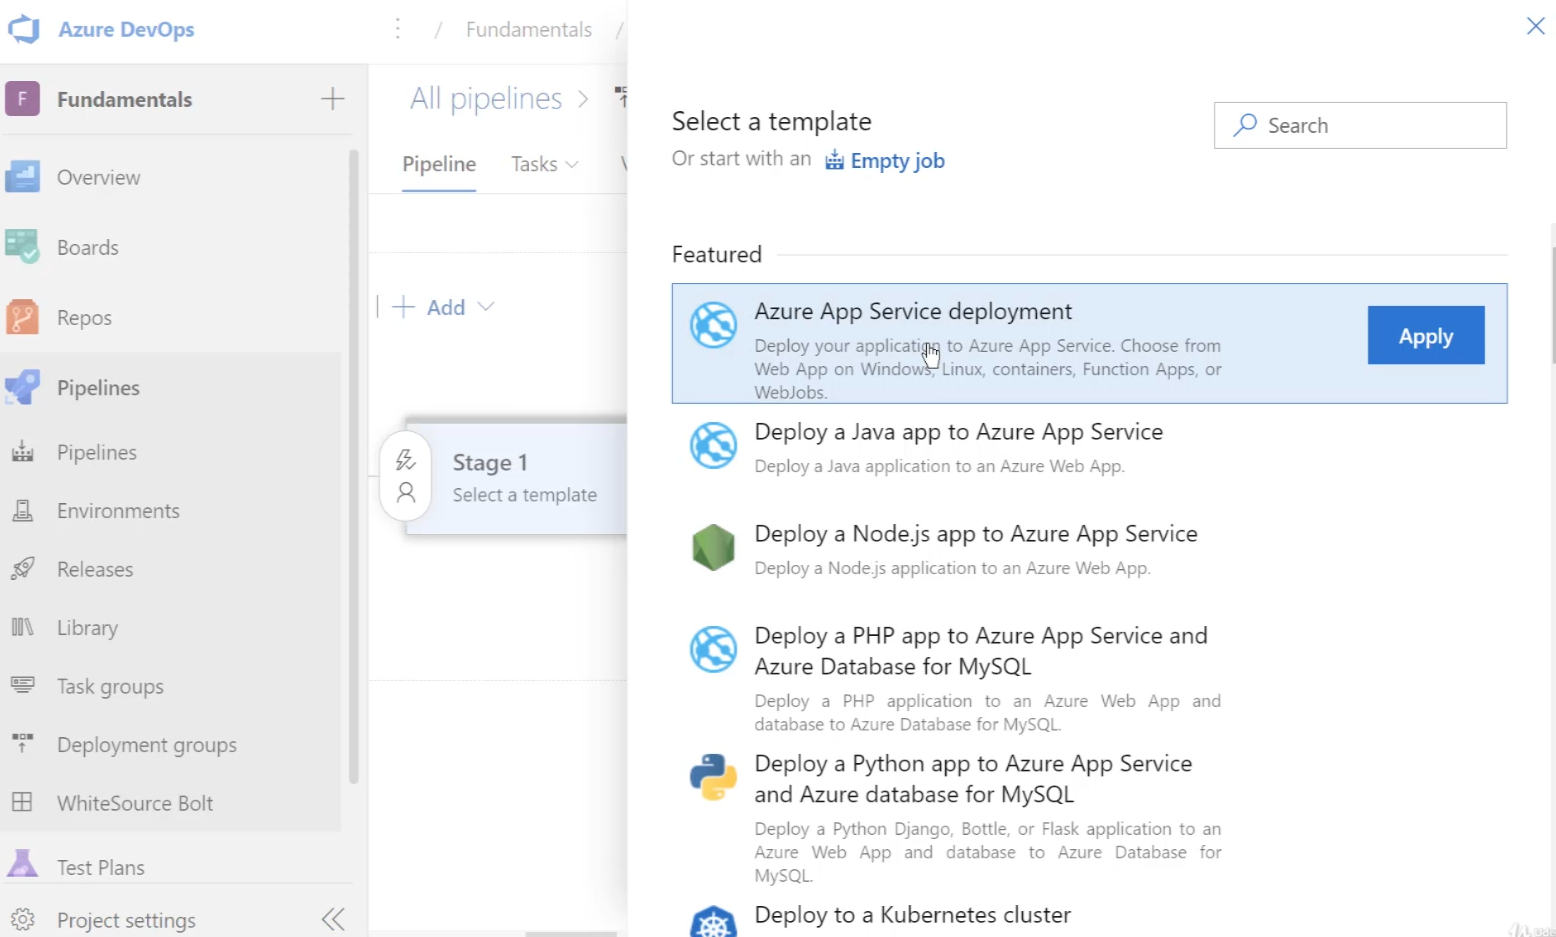 Azure DevOps
/ Fundamentals /
F Fundamentals
Overview
Boards
Repos
Pipelines
Pipelines
Environments
Releases
Library
Task groups
Deployment groups
WhiteSource Bolt
Test Plans
Project settings
All pipelines >
Pipeline Tasks
Add
Stage 1
Select a template
Select a template
Or start with an Empty job
Search
Featured
Azure App Service deployment
Deploy your application to Azure App Service. Choose from
Web App on Windows, Linux, containers, Function Apps, or
WebJobs.
Apply
Deploy a Java app to Azure App Service
Deploy a Java application to an Azure Web App.
Deploy a Node.js app to Azure App Service
Deploy a Node.js application to an Azure Web App.
Deploy a PHP app to Azure App Service and
Azure Database for MySQL
Deploy a PHP application to an Azure Web App and
database to Azure Database for MySQL.
Deploy a Python app to Azure App Service
and Azure database for MySQL
Deploy a Python Django, Bottle, or Flask application to an
Azure Web App and database to Azure Database for
MySQL.
Deploy to a Kubernetes cluster